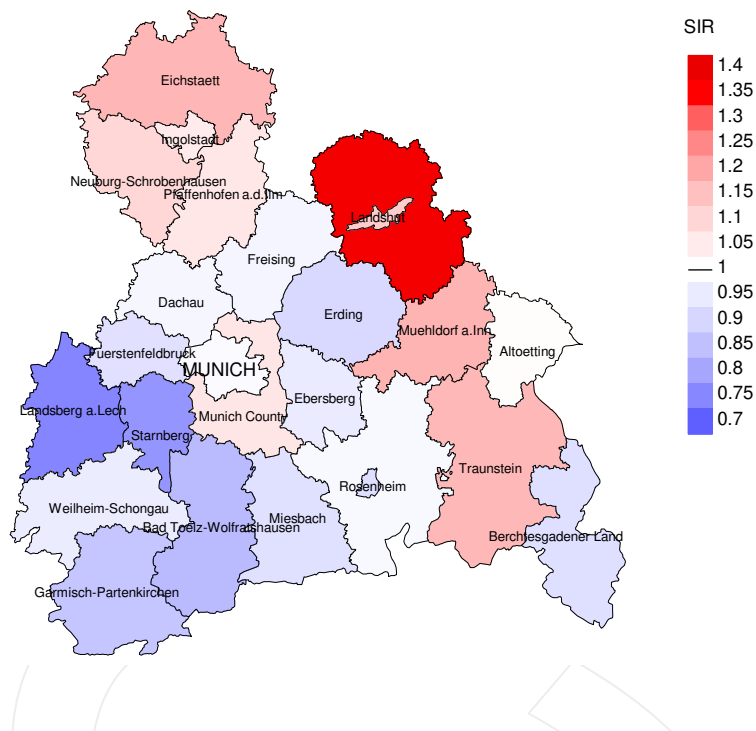 SIR
1.4
1.35
1.3
1.25
1.2
1.15
1.1
1.05
1
0.95
0.9
0.85
0.8
0.75
0.7
Eichstaett
Ingolstadt
Neuburg-Schrobenhausen
Pfaffenhofen a.d.Ilm
Landshut
Freising
Dachau
Erding
Muehldorf a.Inn
Altoetting
Fuerstenfeldbruck
MUNICH
Ebersberg
Landsberg a.Lech
Starnberg
Munich County
Traunstein
Rosenheim
Weilheim-Schongau
Miesbach
Bad Toelz-Wolfratshausen
Berchtesgadener Land
Garmisch-Partenkirchen